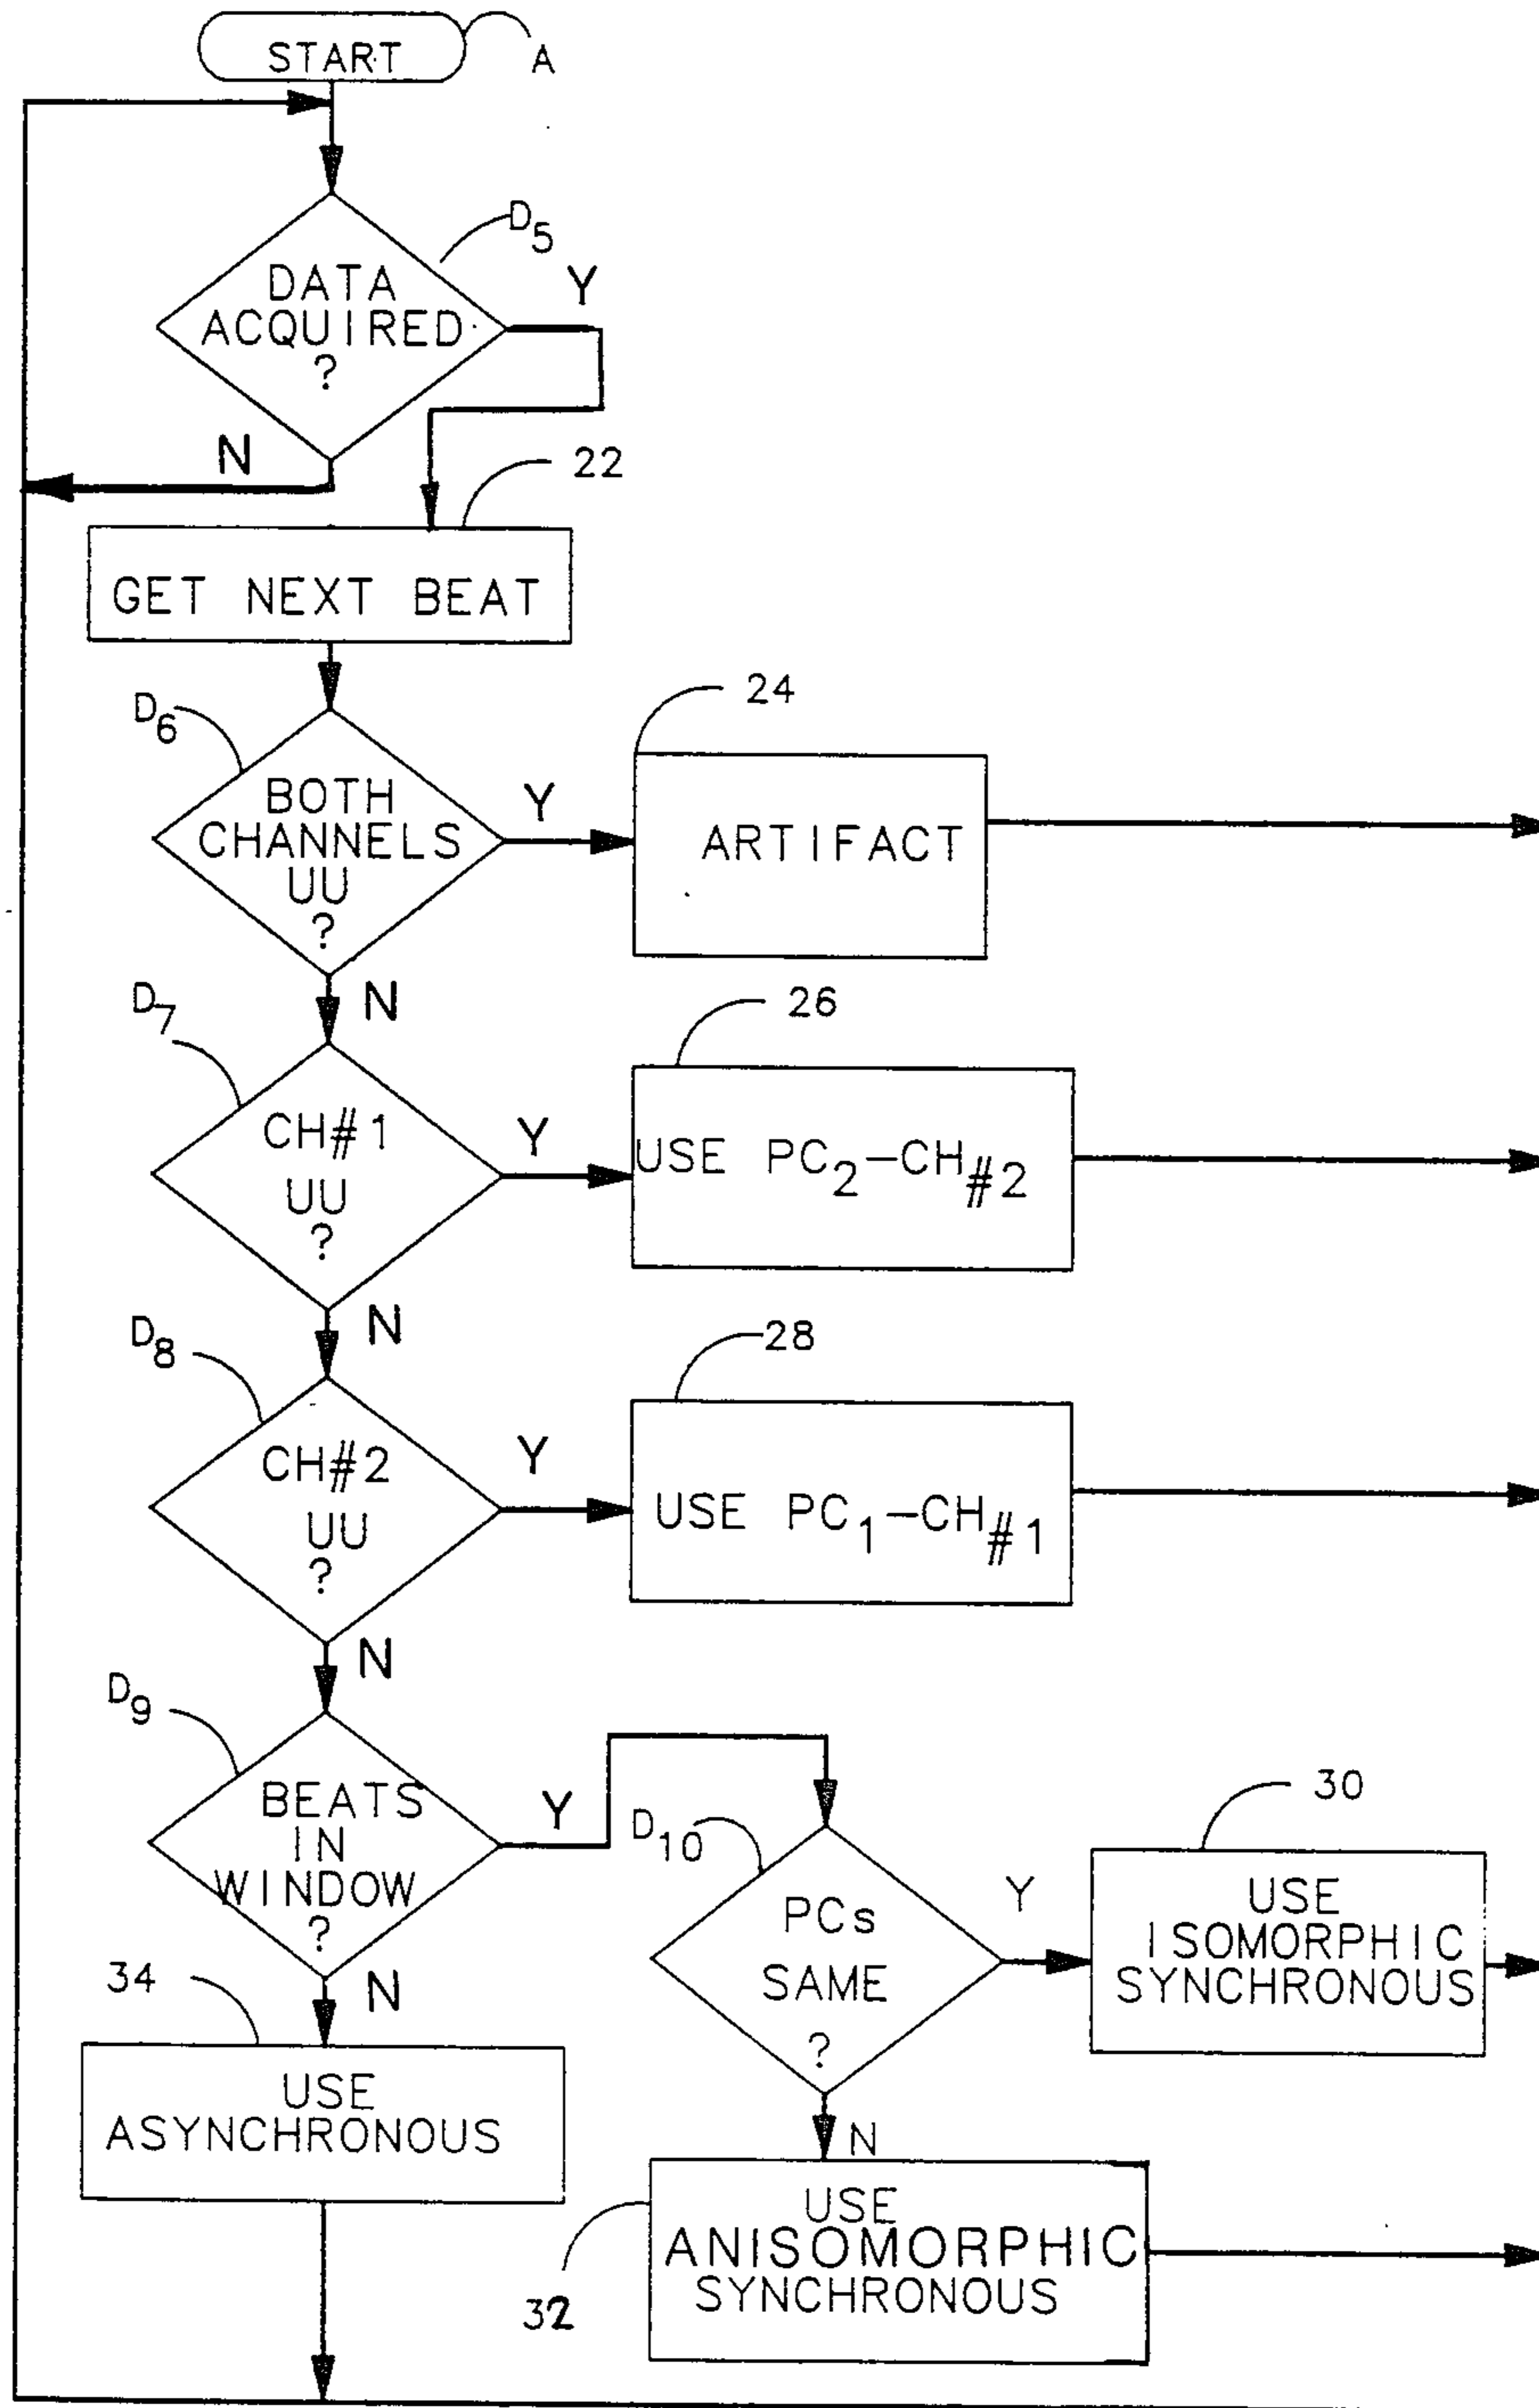 START
A
D5
DATA
ACQUIRED
?
Y
N
22
GET NEXT BEAT
D6
BOTH
CHANNELS
UU
?
Y
24
ARTIFACT
N
D7
CH#1
UU
?
Y
26
USE PC2-CH#2
N
D8
CH#2
UU
?
Y
28
USE PC1-CH#1
N
D9
BEATS
IN
WINDOW
?
Y
D10
PCs
SAME
?
Y
30
USE
ISOMORPHIC
SYNCHRONOUS
N
34
USE
ASYNCHRONOUS
N
32
USE
ANISOMORPHIC
SYNCHRONOUS